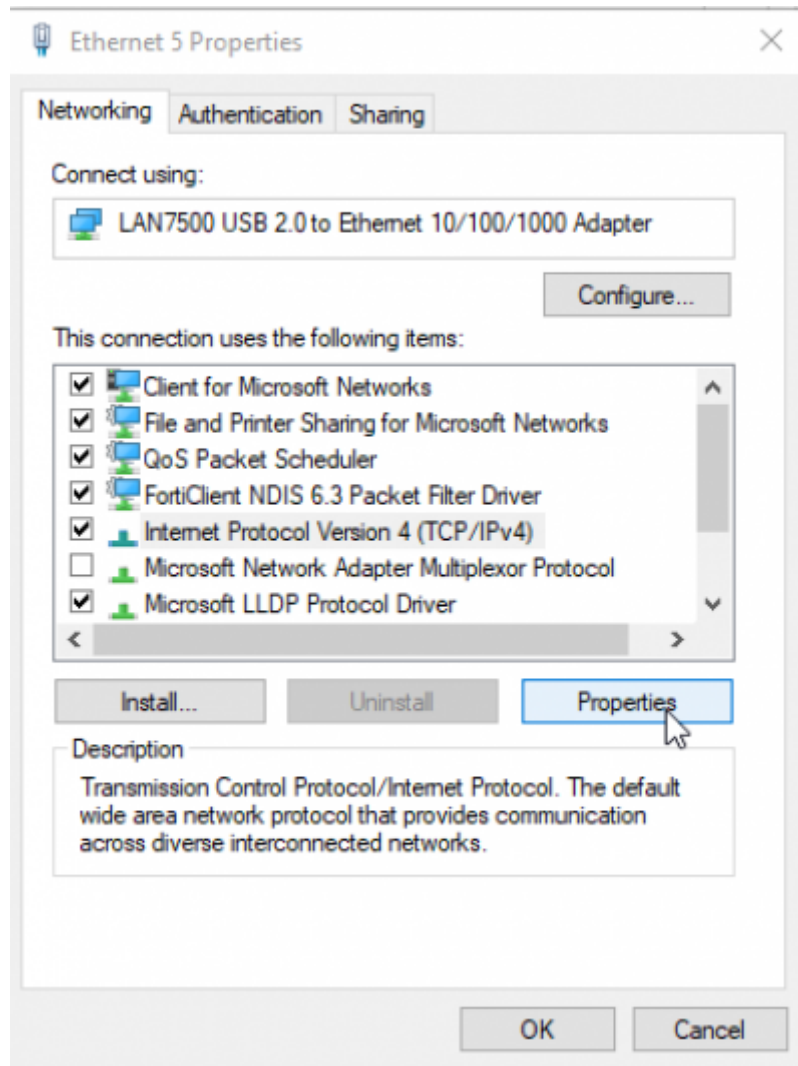 Ethernet 5 Properties
Networking
Authentication
Sharing
Connect using:
LAN7500 USB 2.0 to Ethernet 10/100/1000 Adapter
Configure...
This connection uses the following items:
Client for Microsoft Networks
File and Printer Sharing for Microsoft Networks
QoS Packet Scheduler
FortiClient NDIS 6.3 Packet Filter Driver
Internet Protocol Version 4 (TCP/IPv4)
Microsoft Network Adapter Multiplexor Protocol
Microsoft LLDP Protocol Driver
Install...
Uninstall
Properties
Description
Transmission Control Protocol/Internet Protocol. The default
wide area network protocol that provides communication
across diverse interconnected networks.
OK
Cancel